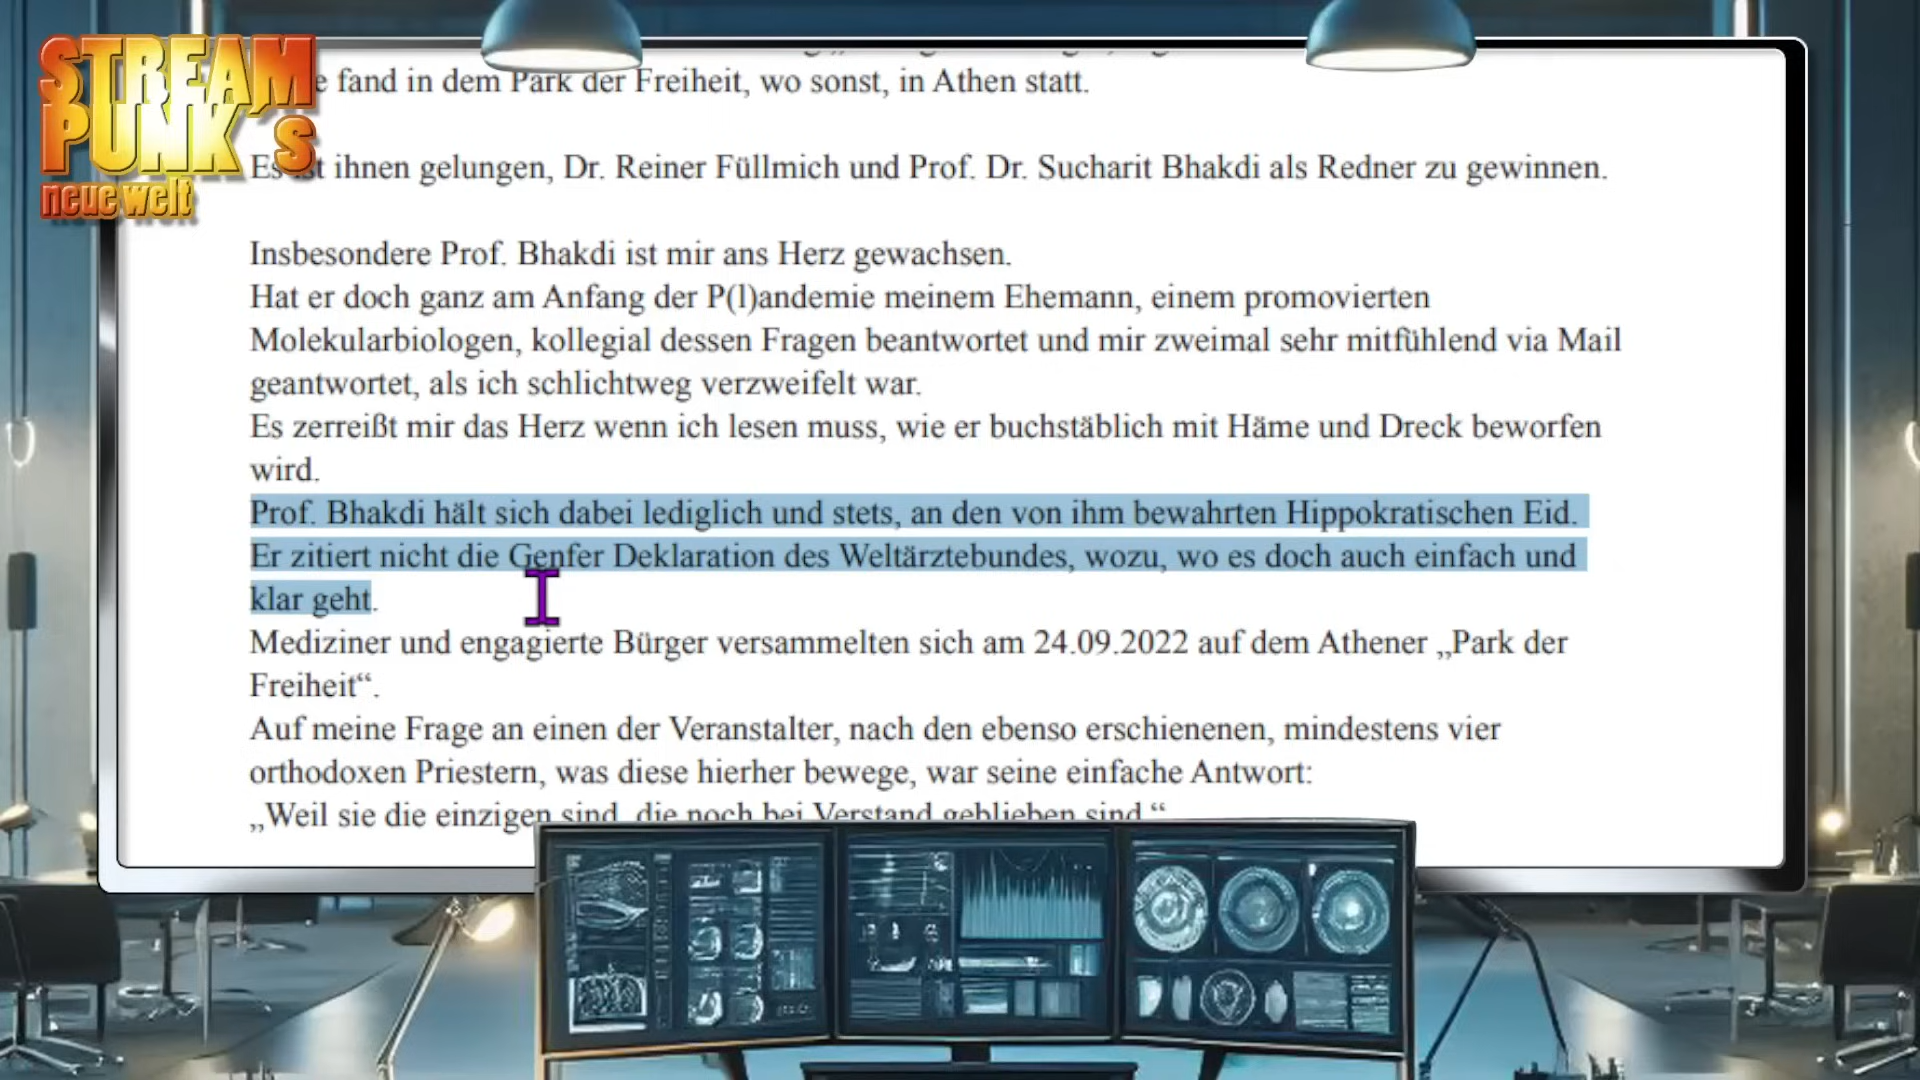 STREAM
PUNK´s
neue welt
e fand in dem Park der Freiheit, wo sonst, in Athen statt.
Es ist ihnen gelungen, Dr. Reiner Füllmich und Prof. Dr. Sucharit Bhakdi als Redner zu gewinnen.
Insbesondere Prof. Bhakdi ist mir ans Herz gewachsen.
Hat er doch ganz am Anfang der P(l)andemie meinem Ehemann, einem promovierten
Molekularbiologen, kollegial dessen Fragen beantwortet und mir zweimal sehr mitfühlend via Mail
geantwortet, als ich schlichtweg verzweifelt war.
Es zerreißt mir das Herz wenn ich lesen muss, wie er buchstäblich mit Häme und Dreck beworfen
wird.
Prof. Bhakdi hält sich dabei lediglich und stets, an den von ihm bewahrten Hippokratischen Eid.
Er zitiert nicht die Genfer Deklaration des Weltärztebundes, wozu, wo es doch auch einfach und
klar geht.
Mediziner und engagierte Bürger versammelten sich am 24.09.2022 auf dem Athener „Park der
Freiheit“.
Auf meine Frage an einen der Veranstalter, nach den ebenso erschienenen, mindestens vier
orthodoxen Priestern, was diese hierher bewege, war seine einfache Antwort:
„Weil sie die einzigen sind, die noch bei Verstand geblieben sind.“